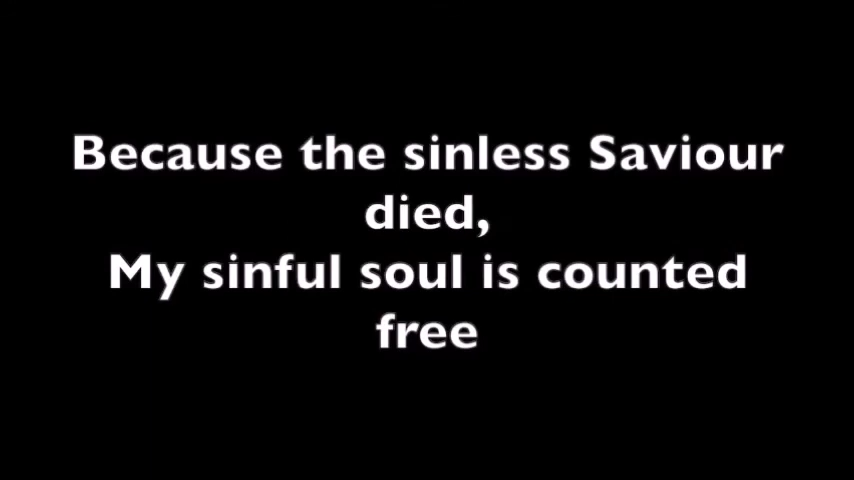 Because the sinless Saviour
died,
My sinful soul is counted
free